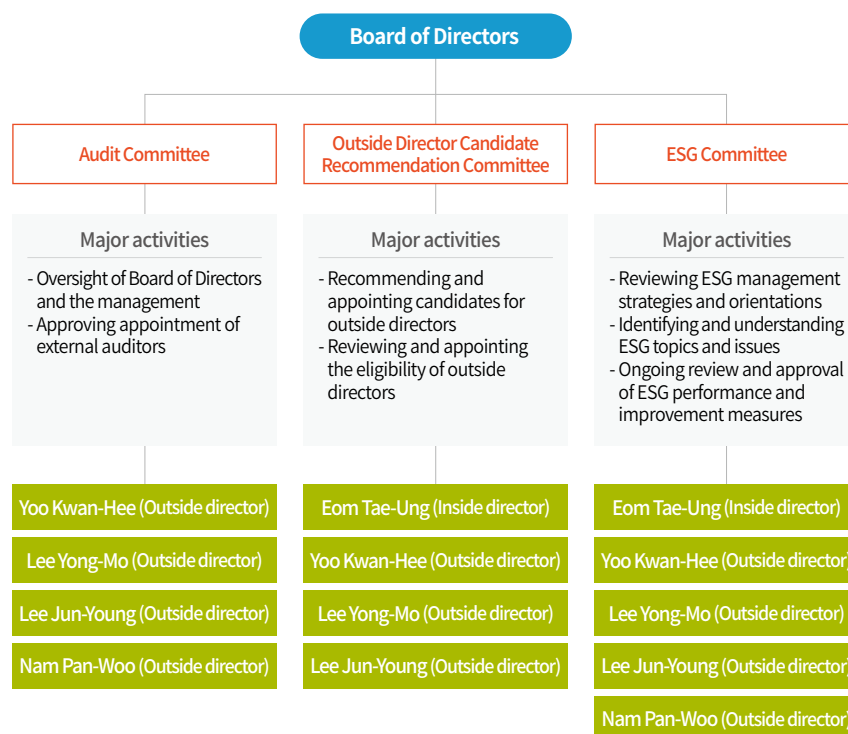 Board of Directors
Audit Committee
Outside Director Candidate
Recommendation Committee
ESG Committee
Major activities
- Oversight of Board of Directors
and the management
- Approving appointment of
external auditors
Major activities
- Recommending and
appointing candidates for
outside directors
- Reviewing and appointing
the eligibility of outside
directors
Major activities
- Reviewing ESG management
strategies and orientations
- Identifying and understanding
ESG topics and issues
- Ongoing review and approval
of ESG performance and
improvement measures
Yoo Kwan-Hee (Outside director)
Lee Yong-Mo (Outside director)
Lee Jun-Young (Outside director)
Nam Pan-Woo (Outside director)
Eom Tae-Ung (Inside director)
Yoo Kwan-Hee (Outside director)
Lee Yong-Mo (Outside director)
Lee Jun-Young (Outside director)
Eom Tae-Ung (Inside director)
Yoo Kwan-Hee (Outside director)
Lee Yong-Mo (Outside director)
Lee Jun-Young (Outside director)
Nam Pan-Woo (Outside director)